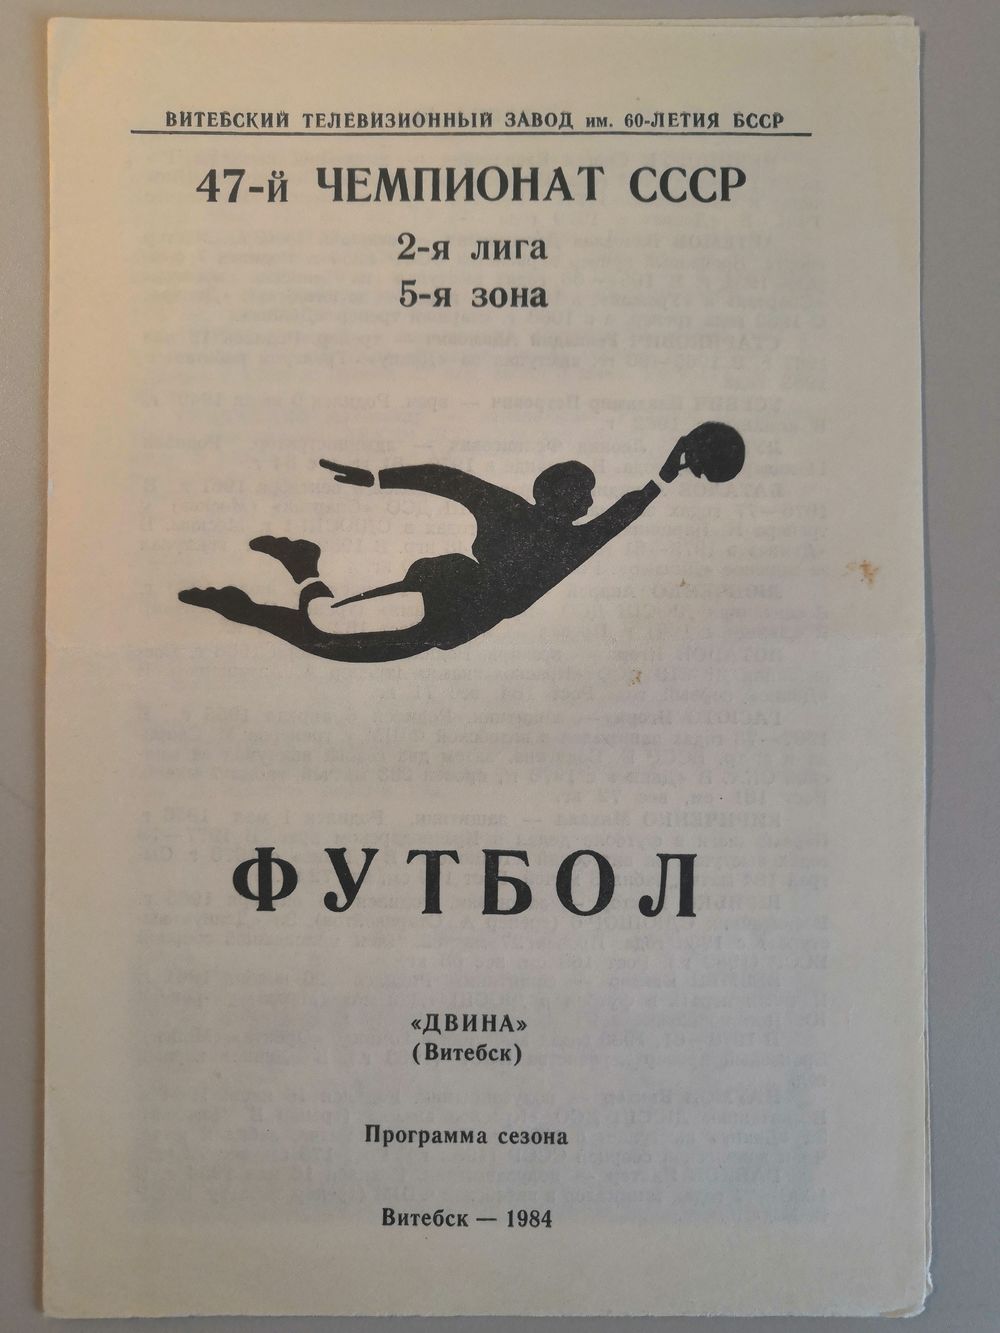 ВИТЕБСКИЙ ТЕЛЕВИЗИОННЫЙ ЗАВОД им. 60-ЛЕТИЯ БССР
47-й ЧЕМПИОНАТ СССР
2-я лига
5-я зона
ФУТБОЛ
«ДВИНА»
(Витебск)
Программа сезона
Витебск — 1984